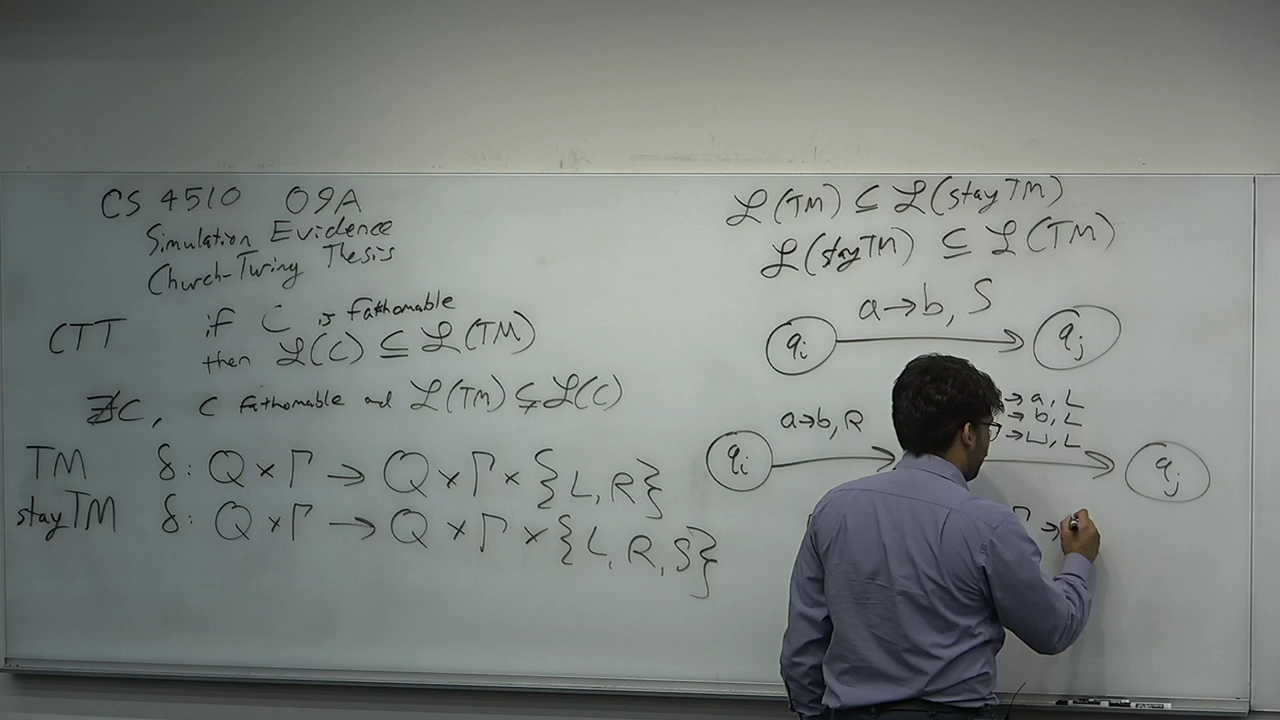 CS 4510 09A
Simulation Evidence
Church-Turing Thesis
CTT if C is fathomable
then ℒ(C) ⊆ ℒ(TM)
∄C, C fathomable and ℒ(TM) ⊊ ℒ(C)
TM δ: Q × Γ → Q × Γ × {L, R}
stayTM δ: Q × Γ → Q × Γ × {L, R, S}
ℒ(TM) ⊆ ℒ(stayTM)
ℒ(stayTM) ⊆ ℒ(TM)
a→b, S
qi qj
→ a, L
a→b, R → b, L
→ ⊔, L
qi qj
Γ →